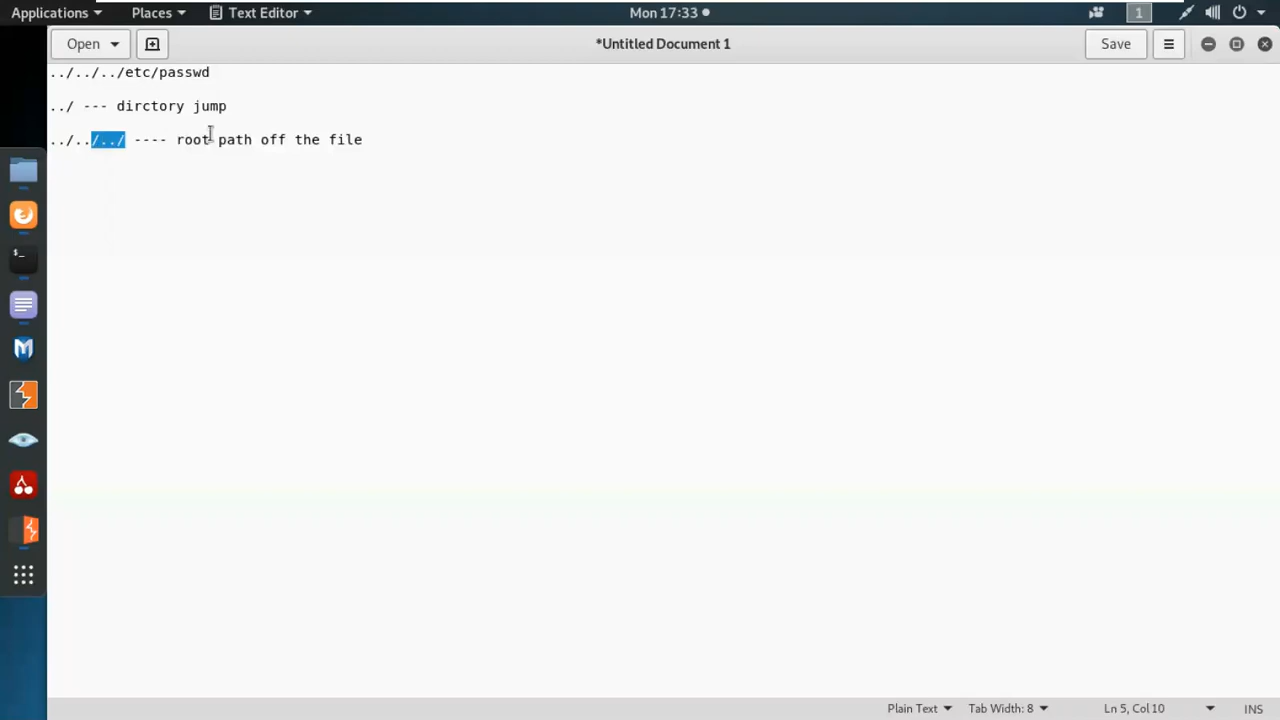 Applications Places Text Editor Mon 17:33 1
Open *Untitled Document 1 Save
../../../etc/passwd
../ --- dirctory jump
../../../ ---- root path off the file
Plain Text Tab Width: 8 Ln 5, Col 10 INS